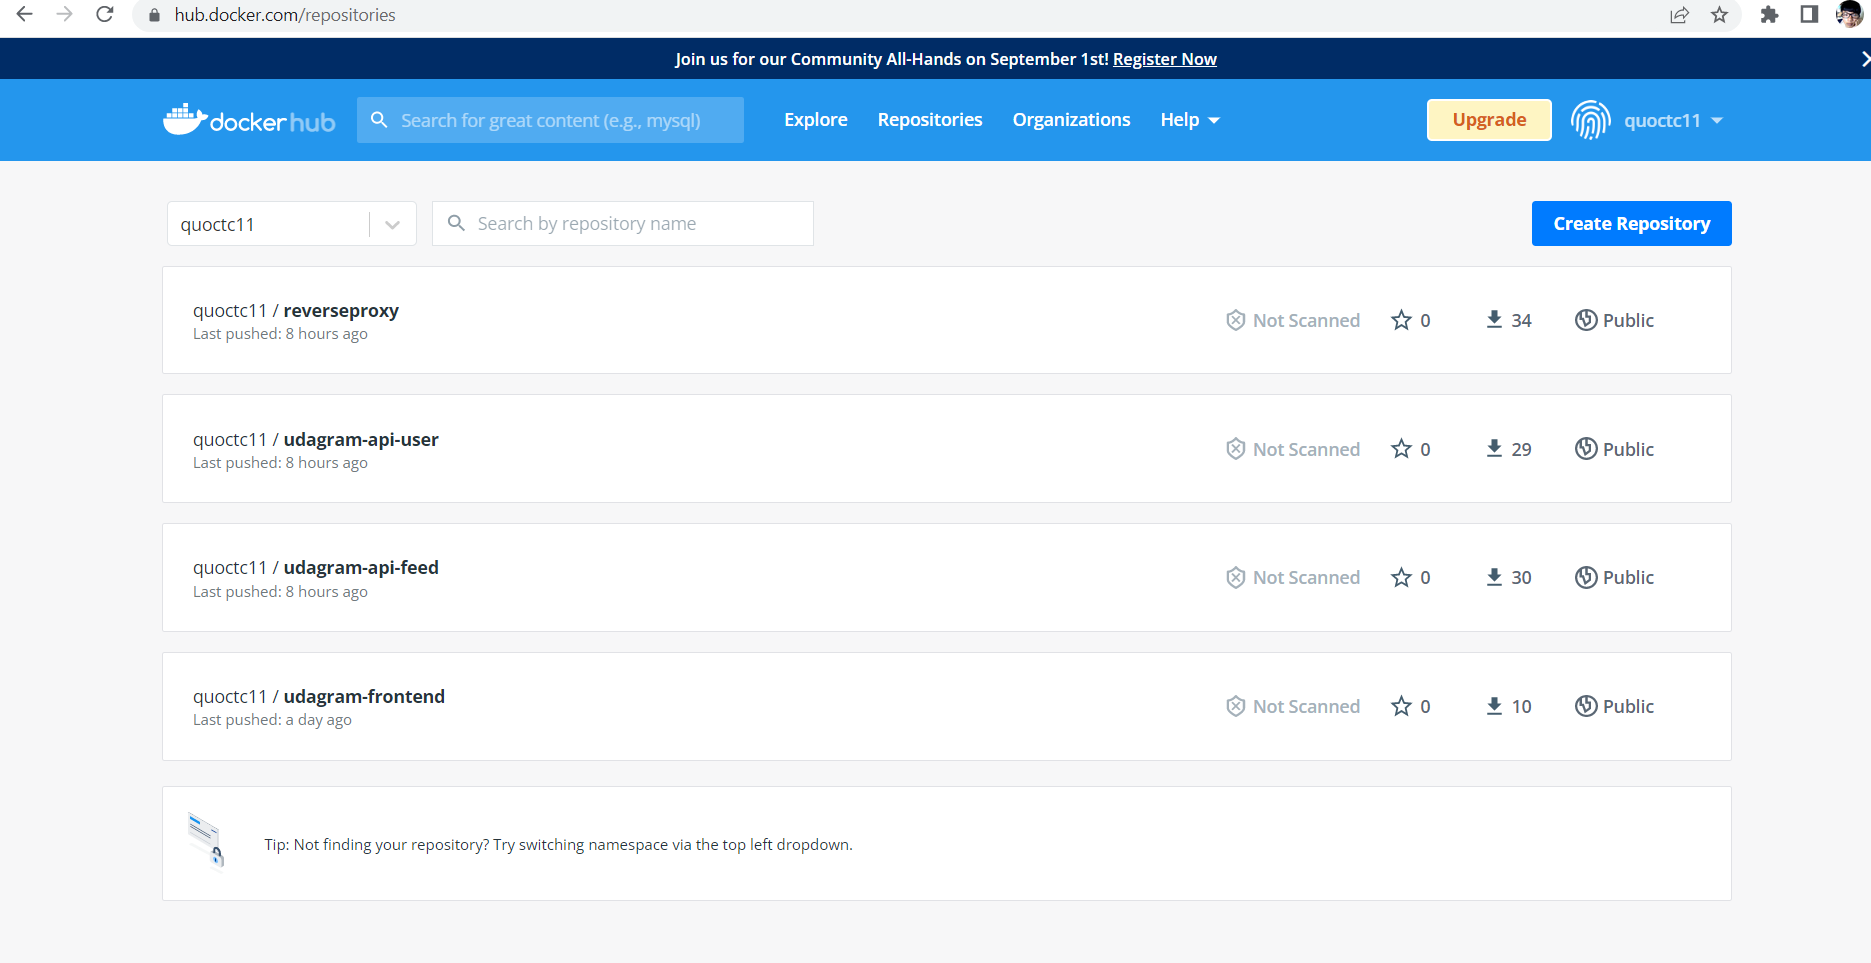 hub.docker.com/repositories
Join us for our Community All-Hands on September 1st! Register Now
docker hub
Search for great content (e.g., mysql)
Explore
Repositories
Organizations
Help
Upgrade
quoctc11
quoctc11
Search by repository name
Create Repository
quoctc11 / reverseproxy
Last pushed: 8 hours ago
Not Scanned
0
34
Public
quoctc11 / udagram-api-user
Last pushed: 8 hours ago
Not Scanned
0
29
Public
quoctc11 / udagram-api-feed
Last pushed: 8 hours ago
Not Scanned
0
30
Public
quoctc11 / udagram-frontend
Last pushed: a day ago
Not Scanned
0
10
Public
Tip: Not finding your repository? Try switching namespace via the top left dropdown.